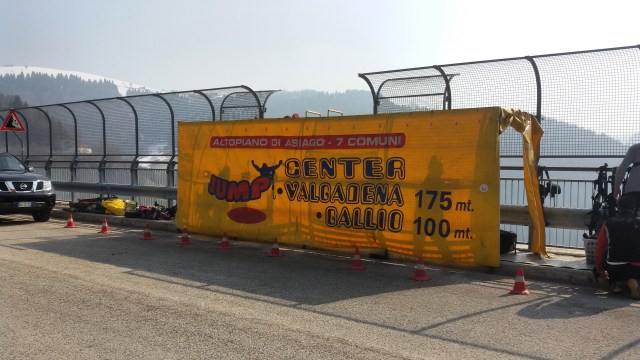 ALTOPIANO DI ASIAGO - 7 COMUNI
JUMP CENTER
• VALGADENA 175 mt.
• GALLIO 100 mt.